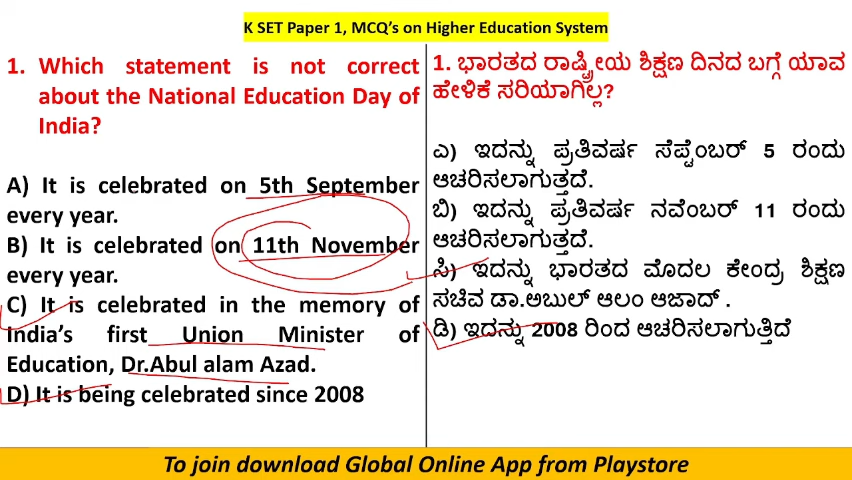 K SET Paper 1, MCQ's on Higher Education System
1. Which statement is not correct
about the National Education Day of
India?
A) It is celebrated on 5th September
every year.
B) It is celebrated on 11th November
every year.
C) It is celebrated in the memory of
India's first Union Minister of
Education, Dr.Abul alam Azad.
D) It is being celebrated since 2008
1. ಭಾರತದ ರಾಷ್ಟ್ರೀಯ ಶಿಕ್ಷಣ ದಿನದ ಬಗ್ಗೆ ಯಾವ
ಹೇಳಿಕೆ ಸರಿಯಾಗಿಲ್ಲ?
ಎ) ಇದನ್ನು ಪ್ರತಿವರ್ಷ ಸೆಪ್ಟೆಂಬರ್ 5 ರಂದು
ಆಚರಿಸಲಾಗುತ್ತದೆ.
ಬಿ) ಇದನ್ನು ಪ್ರತಿವರ್ಷ ನವೆಂಬರ್ 11 ರಂದು
ಆಚರಿಸಲಾಗುತ್ತದೆ.
ಸಿ) ಇದನ್ನು ಭಾರತದ ಮೊದಲ ಕೇಂದ್ರ ಶಿಕ್ಷಣ
ಸಚಿವ ಡಾ.ಅಬುಲ್ ಆಲಂ ಆಜಾದ್ .
ಡಿ) ಇದನ್ನು 2008 ರಿಂದ ಆಚರಿಸಲಾಗುತ್ತಿದೆ
To join download Global Online App from Playstore